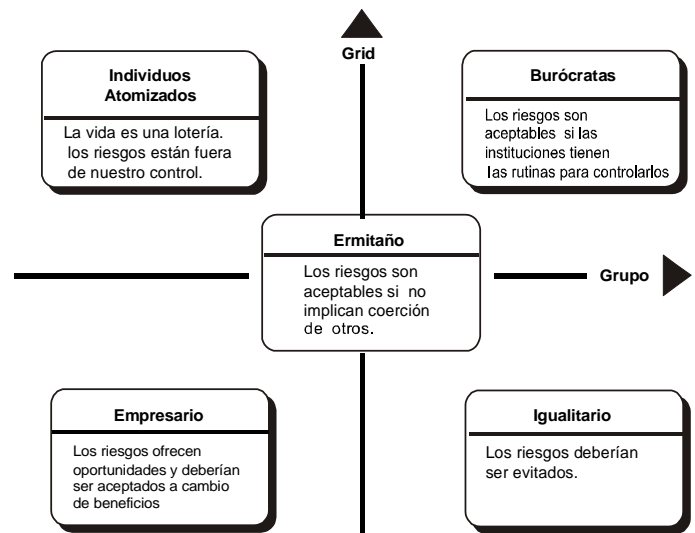 Grid
Individuos
Atomizados
La vida es una lotería.
los riesgos están fuera
de nuestro control.
Burócratas
Los riesgos son
aceptables si las
instituciones tienen
las rutinas para controlarlos
Ermitaño
Los riesgos son
aceptables si no
implican coerción
de otros.
Grupo
Empresario
Los riesgos ofrecen
oportunidades y deberían
ser aceptados a cambio
de beneficios
Igualitario
Los riesgos deberían
ser evitados.